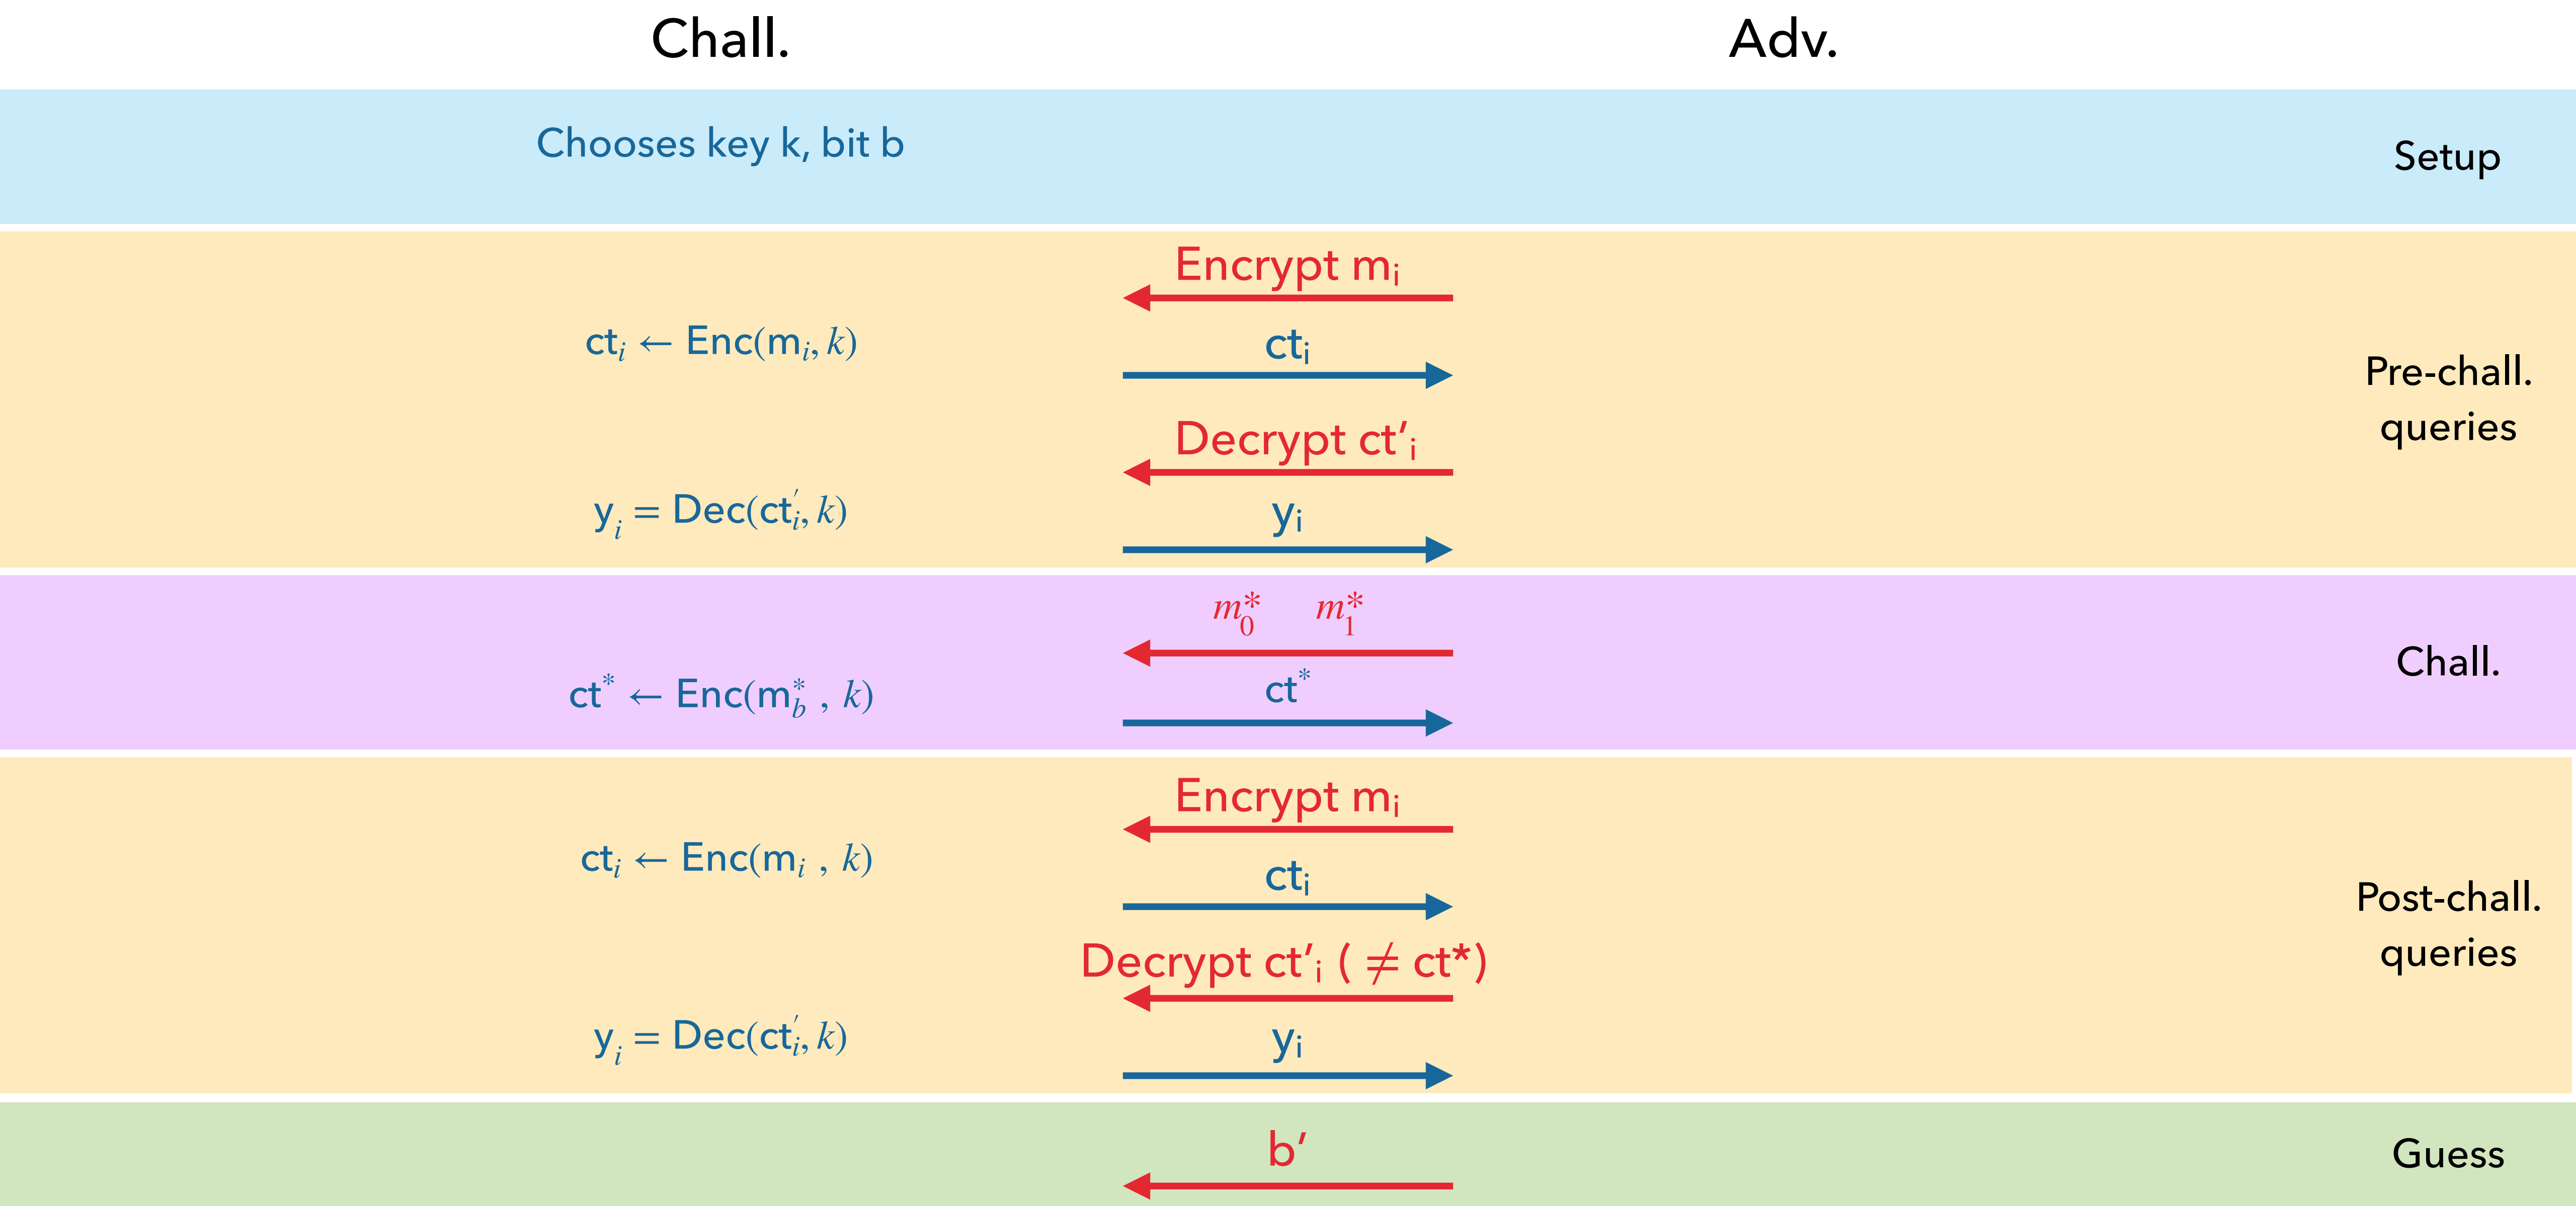 Chall. Adv.
Chooses key k, bit b
Setup
Encrypt mᵢ
ctᵢ ← Enc(mᵢ, k)
ctᵢ
Pre-chall.
queries
Decrypt ct′ᵢ
yᵢ = Dec(ct′ᵢ, k)
yᵢ
m₀* m₁*
Chall.
ct* ← Enc(m_b* , k)
ct*
Encrypt mᵢ
ctᵢ ← Enc(mᵢ , k)
ctᵢ
Post-chall.
queries
Decrypt ct′ᵢ ( ≠ ct*)
yᵢ = Dec(ct′ᵢ, k)
yᵢ
b′
Guess